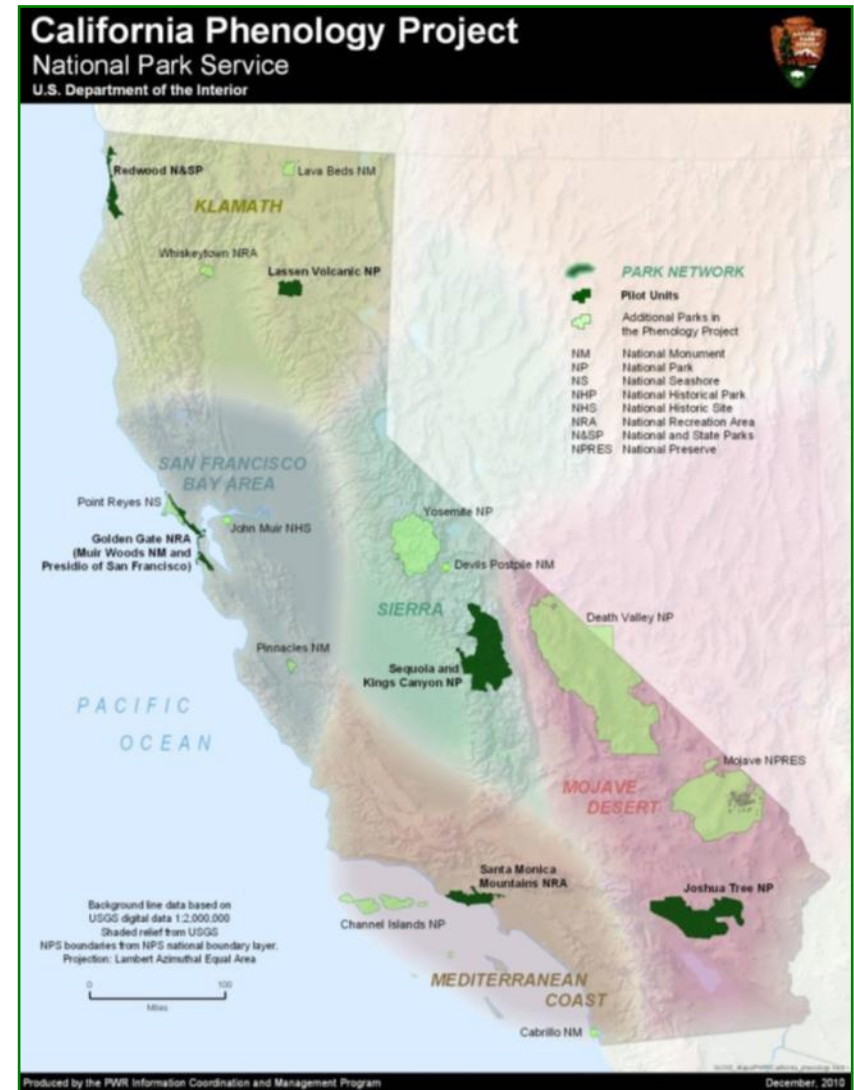 California Phenology Project
National Park Service
U.S. Department of the Interior
Redwood N&SP
Lava Beds NM
KLAMATH
Whiskeytown NRA
Lassen Volcanic NP
PARK NETWORK
Pilot Units
Additional Parks in
the Phenology Project
NM National Monument
NP National Park
NS National Seashore
NHP National Historical Park
NHS National Historic Site
NRA National Recreation Area
N&SP National and State Parks
NPRES National Preserve
SAN FRANCISCO
BAY AREA
Point Reyes NS
John Muir NHS
Golden Gate NRA
(Muir Woods NM and
Presidio of San Francisco)
Yosemite NP
Devils Postpile NM
SIERRA
Death Valley NP
Pinnacles NM
Sequoia and
Kings Canyon NP
PACIFIC
OCEAN
Mojave NPRES
MOJAVE
DESERT
Santa Monica
Mountains NRA
Joshua Tree NP
Channel Islands NP
Background line data based on
USGS digital data 1:2,000,000
Shaded relief from USGS
NPS boundaries from NPS national boundary layer.
Projection: Lambert Azimuthal Equal Area
0 100
Miles
MEDITERRANEAN
COAST
Cabrillo NM
Produced by the PWR Information Coordination and Management Program
December, 2010